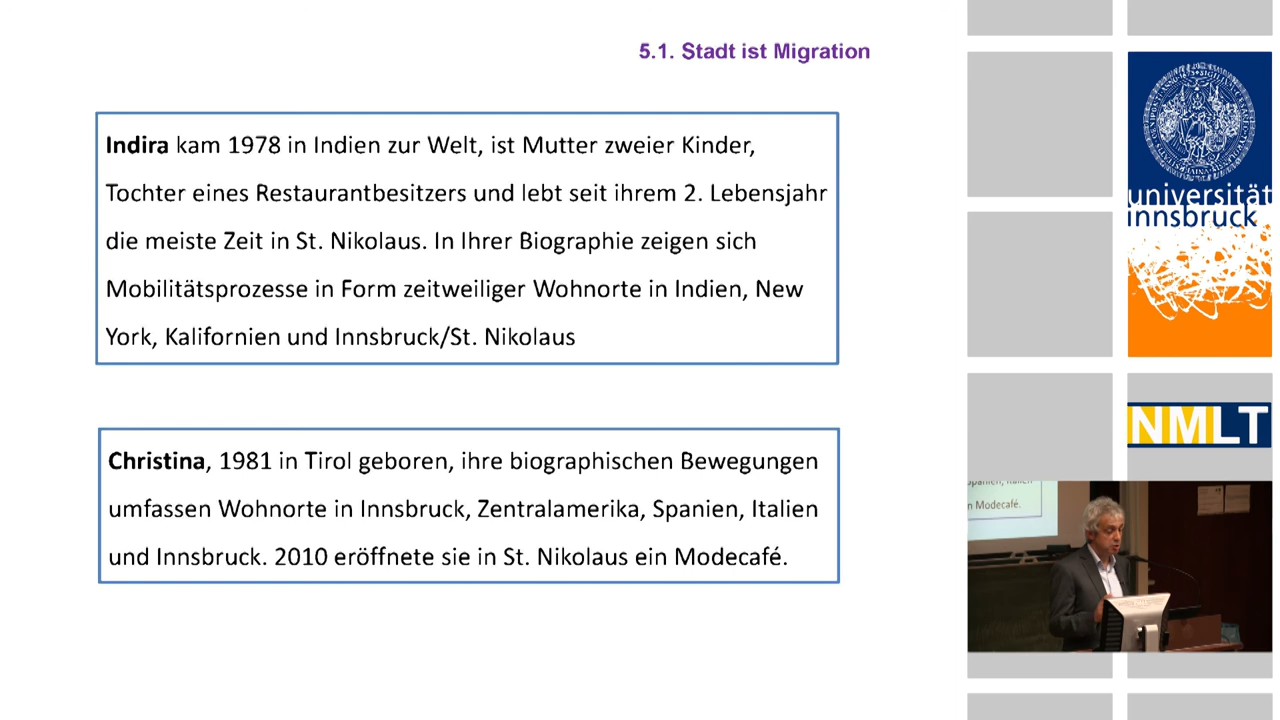 5.1. Stadt ist Migration
Indira kam 1978 in Indien zur Welt, ist Mutter zweier Kinder,
Tochter eines Restaurantbesitzers und lebt seit ihrem 2. Lebensjahr
die meiste Zeit in St. Nikolaus. In Ihrer Biographie zeigen sich
Mobilitätsprozesse in Form zeitweiliger Wohnorte in Indien, New
York, Kalifornien und Innsbruck/St. Nikolaus
Christina, 1981 in Tirol geboren, ihre biographischen Bewegungen
umfassen Wohnorte in Innsbruck, Zentralamerika, Spanien, Italien
und Innsbruck. 2010 eröffnete sie in St. Nikolaus ein Modecafé.
universität
innsbruck
NMLT
Spanien, Italien
n Modecafé.